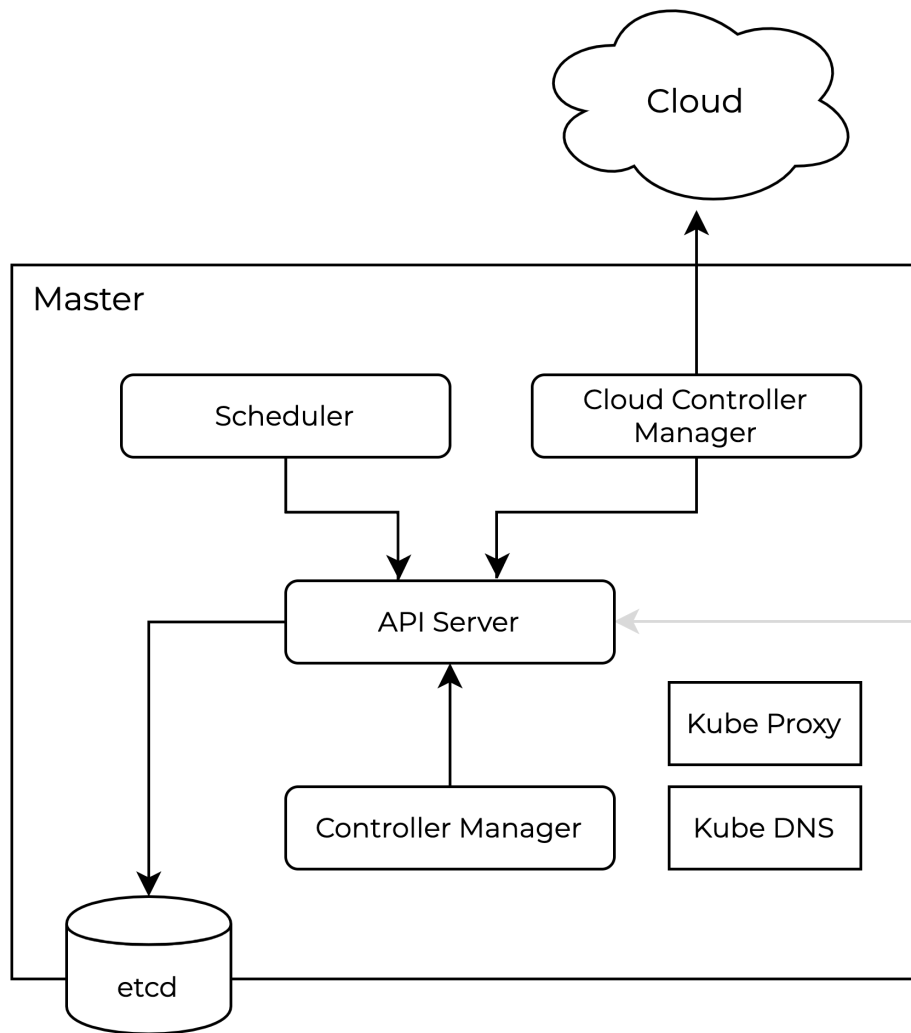 Cloud
Master
Scheduler
Cloud Controller
Manager
API Server
Kube Proxy
Controller Manager
Kube DNS
etcd